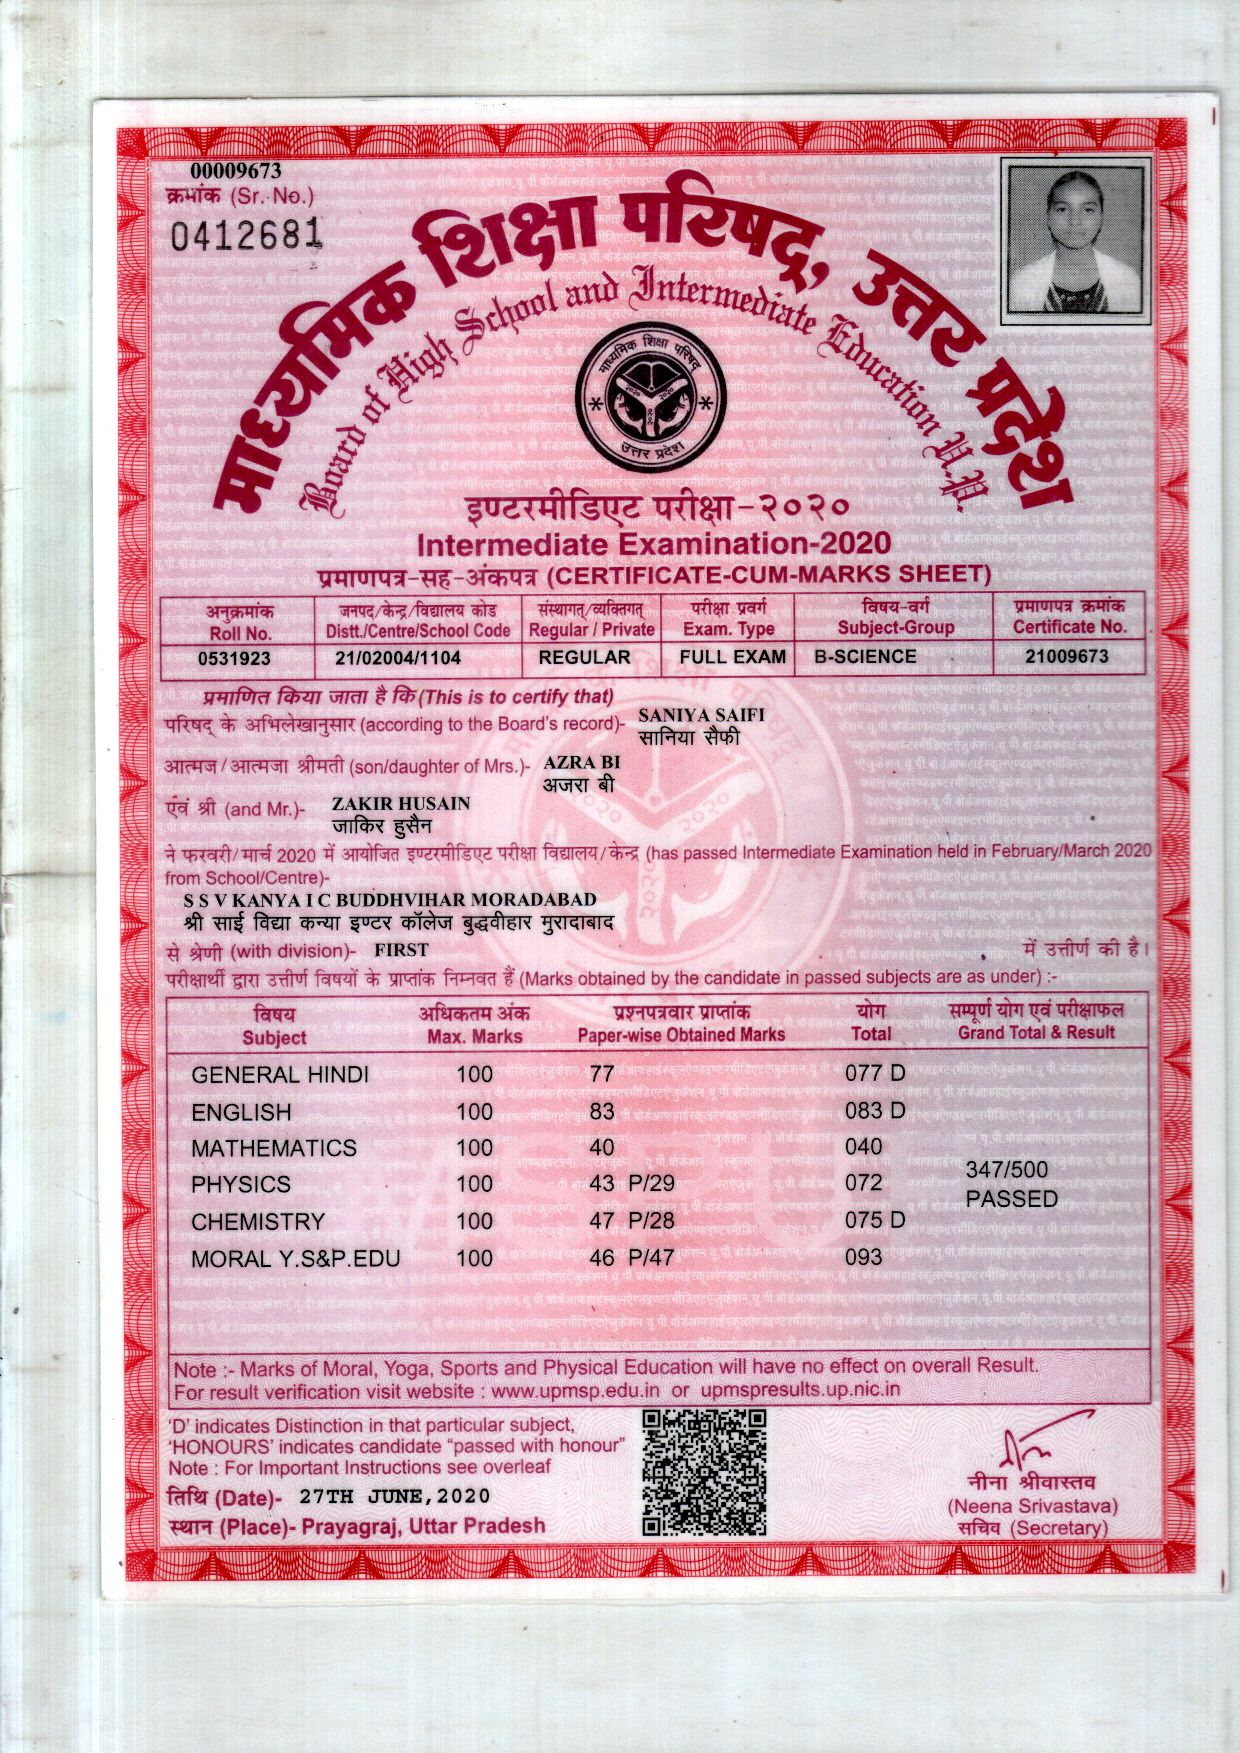 00009673
क्रमांक (Sr. No.)
0412681
माध्यमिक शिक्षा परिषद्, उत्तर प्रदेश
Board of High School and Intermediate Education U.P.
माध्यमिक शिक्षा परिषद्
उत्तर प्रदेश
इण्टरमीडिएट परीक्षा-२०२०
Intermediate Examination-2020
प्रमाणपत्र-सह-अंकपत्र (CERTIFICATE-CUM-MARKS SHEET)
अनुक्रमांक जनपद/केन्द्र/विद्यालय कोड संस्थागत्/व्यक्तिगत् परीक्षा प्रवर्ग विषय-वर्ग प्रमाणपत्र क्रमांक
Roll No. Distt./Centre/School Code Regular / Private Exam. Type Subject-Group Certificate No.
0531923 21/02004/1104 REGULAR FULL EXAM B-SCIENCE 21009673
प्रमाणित किया जाता है कि (This is to certify that)
परिषद् के अभिलेखानुसार (according to the Board's record)- SANIYA SAIFI
सानिया सैफी
आत्मज/आत्मजा श्रीमती (son/daughter of Mrs.)- AZRA BI
अजरा बी
एंव श्री (and Mr.)- ZAKIR HUSAIN
जाकिर हुसैन
ने फरवरी/मार्च 2020 में आयोजित इण्टरमीडिएट परीक्षा विद्यालय/केन्द्र (has passed Intermediate Examination held in February/March 2020
from School/Centre)-
S S V KANYA I C BUDDHVIHAR MORADABAD
श्री साई विद्या कन्या इण्टर कॉलेज बुद्धवीहार मुरादाबाद
से श्रेणी (with division)- FIRST में उत्तीर्ण की है।
परीक्षार्थी द्वारा उत्तीर्ण विषयों के प्राप्तांक निम्नवत हैं (Marks obtained by the candidate in passed subjects are as under) :-
विषय अधिकतम अंक प्रश्नपत्रवार प्राप्तांक योग सम्पूर्ण योग एवं परीक्षाफल
Subject Max. Marks Paper-wise Obtained Marks Total Grand Total & Result
GENERAL HINDI 100 77 077 D
ENGLISH 100 83 083 D
MATHEMATICS 100 40 040
347/500
PHYSICS 100 43 P/29 072
PASSED
CHEMISTRY 100 47 P/28 075 D
MORAL Y.S&P.EDU 100 46 P/47 093
Note :- Marks of Moral, Yoga, Sports and Physical Education will have no effect on overall Result.
For result verification visit website : www.upmsp.edu.in or upmspresults.up.nic.in
'D' indicates Distinction in that particular subject,
'HONOURS' indicates candidate "passed with honour"
Note : For Important Instructions see overleaf
तिथि (Date)- 27TH JUNE,2020
स्थान (Place)- Prayagraj, Uttar Pradesh
नीना श्रीवास्तव
(Neena Srivastava)
सचिव (Secretary)